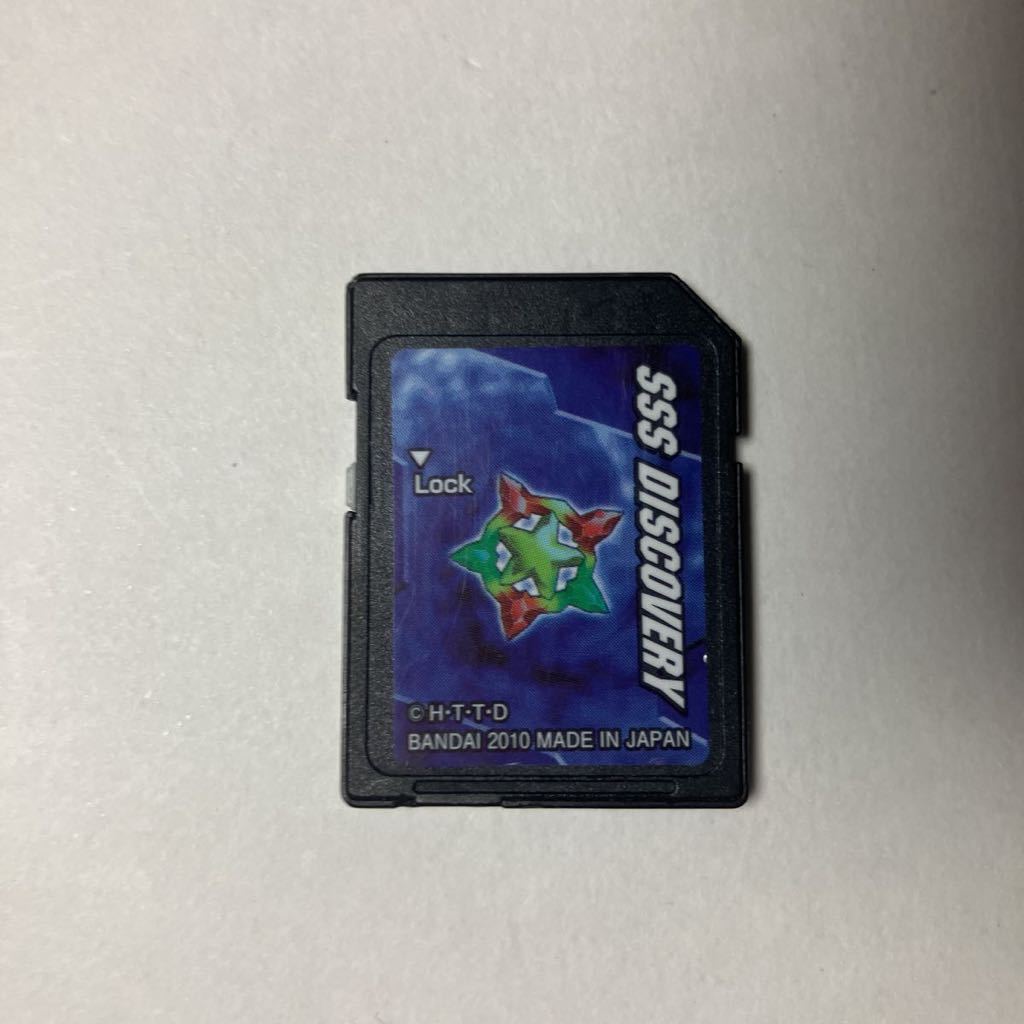 SSS DISCOVERY
Lock
© H·T·T·D
BANDAI 2010 MADE IN JAPAN